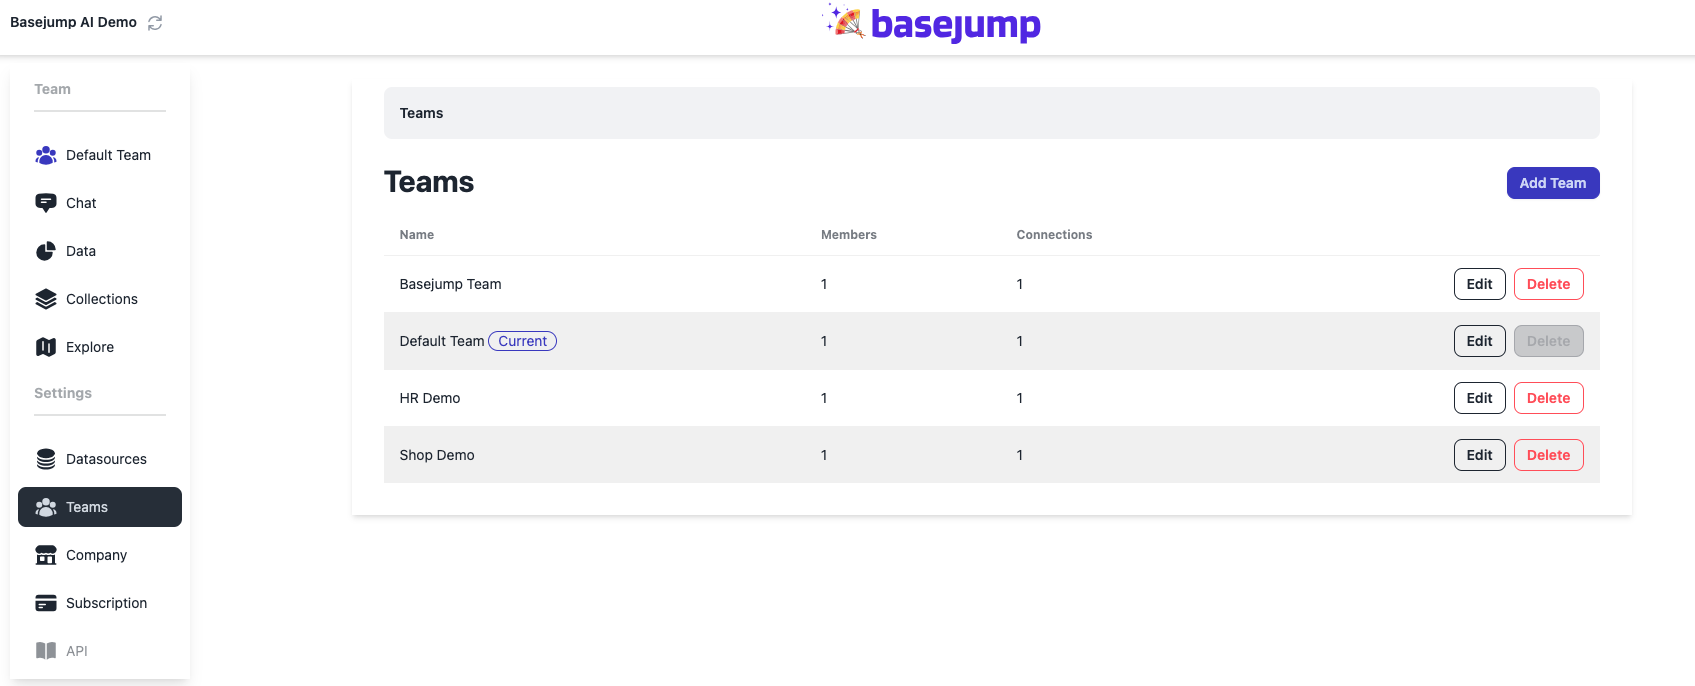 Basejump AI Demo
basejump
Team
Default Team
Chat
Data
Collections
Explore
Settings
Datasources
Teams
Company
Subscription
API
Teams
Teams
Add Team
Name Members Connections
Basejump Team 1 1 Edit Delete
Default Team Current 1 1 Edit Delete
HR Demo 1 1 Edit Delete
Shop Demo 1 1 Edit Delete